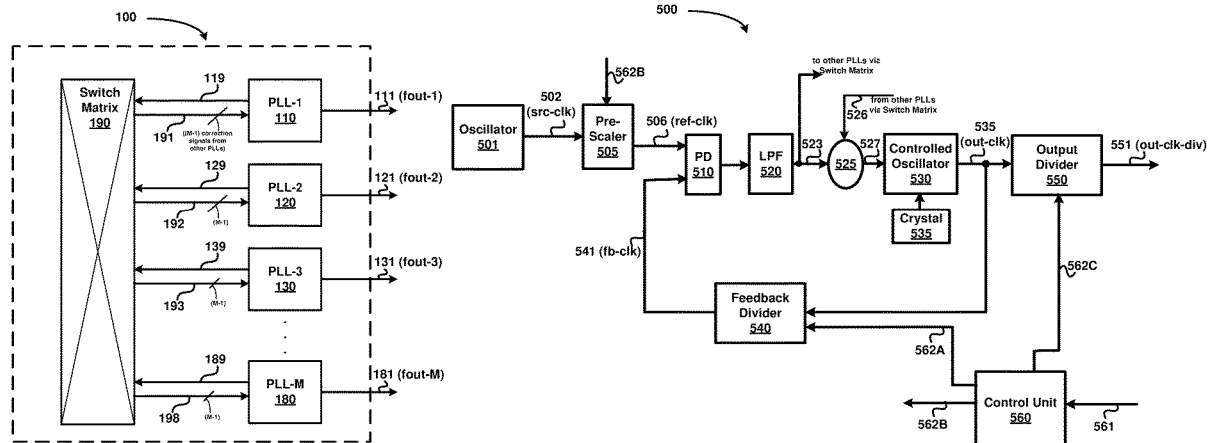 100
Switch
Matrix
190
119
191
((M-1) correction
signals from
other PLLs)
PLL-1
110
111 (fout-1)
129
192
(M-1)
PLL-2
120
121 (fout-2)
139
193
(M-1)
PLL-3
130
131 (fout-3)
189
198
(M-1)
PLL-M
180
181 (fout-M)
500
Oscillator
501
502
(src-clk)
562B
Pre-
Scaler
505
506 (ref-clk)
PD
510
LPF
520
to other PLLs via
Switch Matrix
523
from other PLLs
526
via Switch Matrix
525
527
Controlled
Oscillator
530
Crystal
535
535
(out-clk)
Output
Divider
550
551 (out-clk-div)
541 (fb-clk)
Feedback
Divider
540
562A
562C
562B
Control Unit
560
561